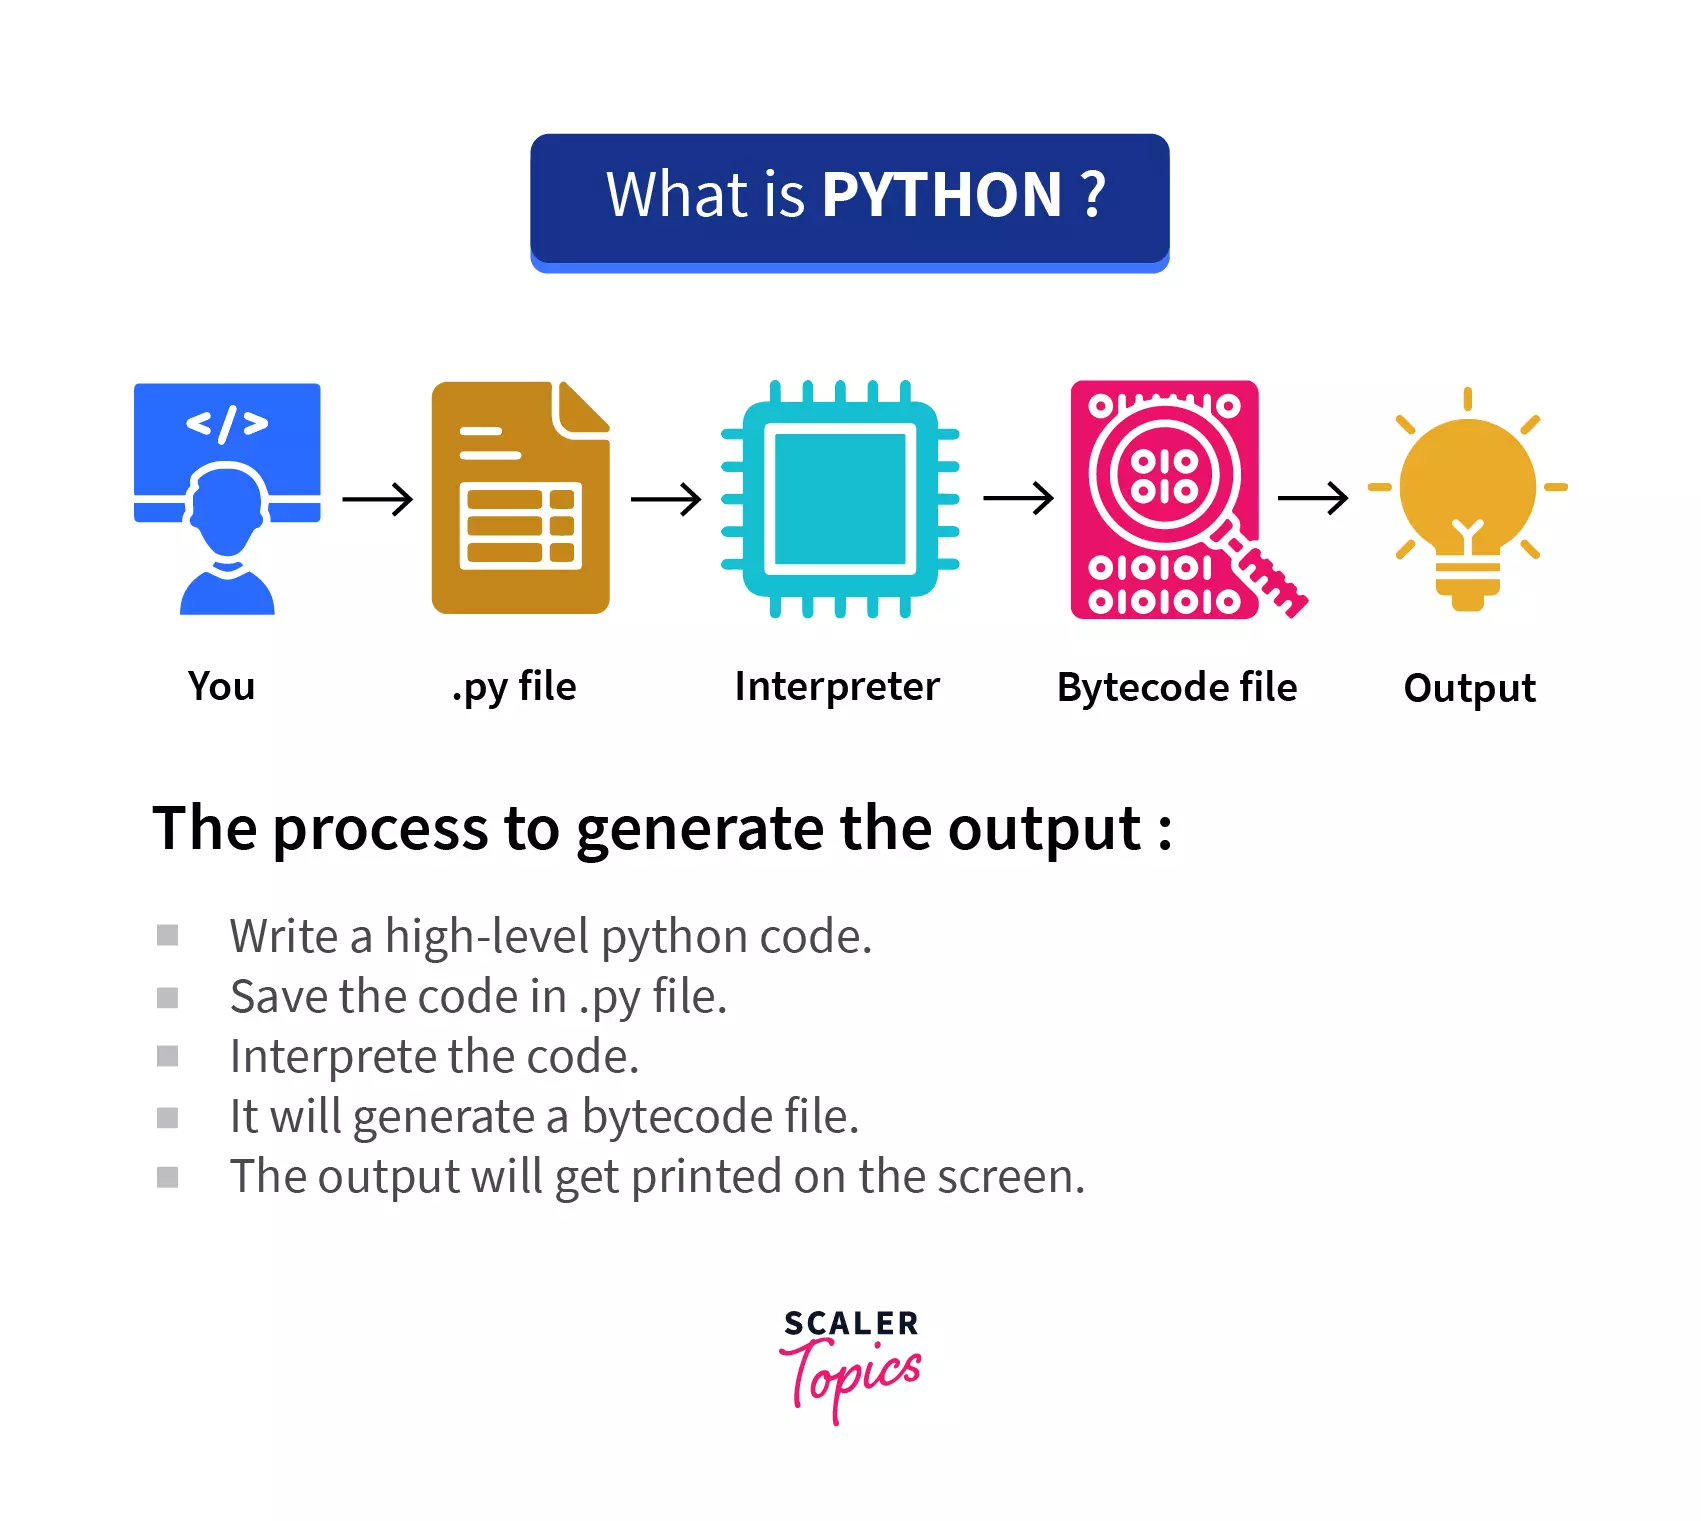 What is PYTHON ?
</>
You
.py file
Interpreter
Bytecode file
Output
The process to generate the output :
Write a high-level python code.
Save the code in .py file.
Interprete the code.
It will generate a bytecode file.
The output will get printed on the screen.
SCALER
Topics